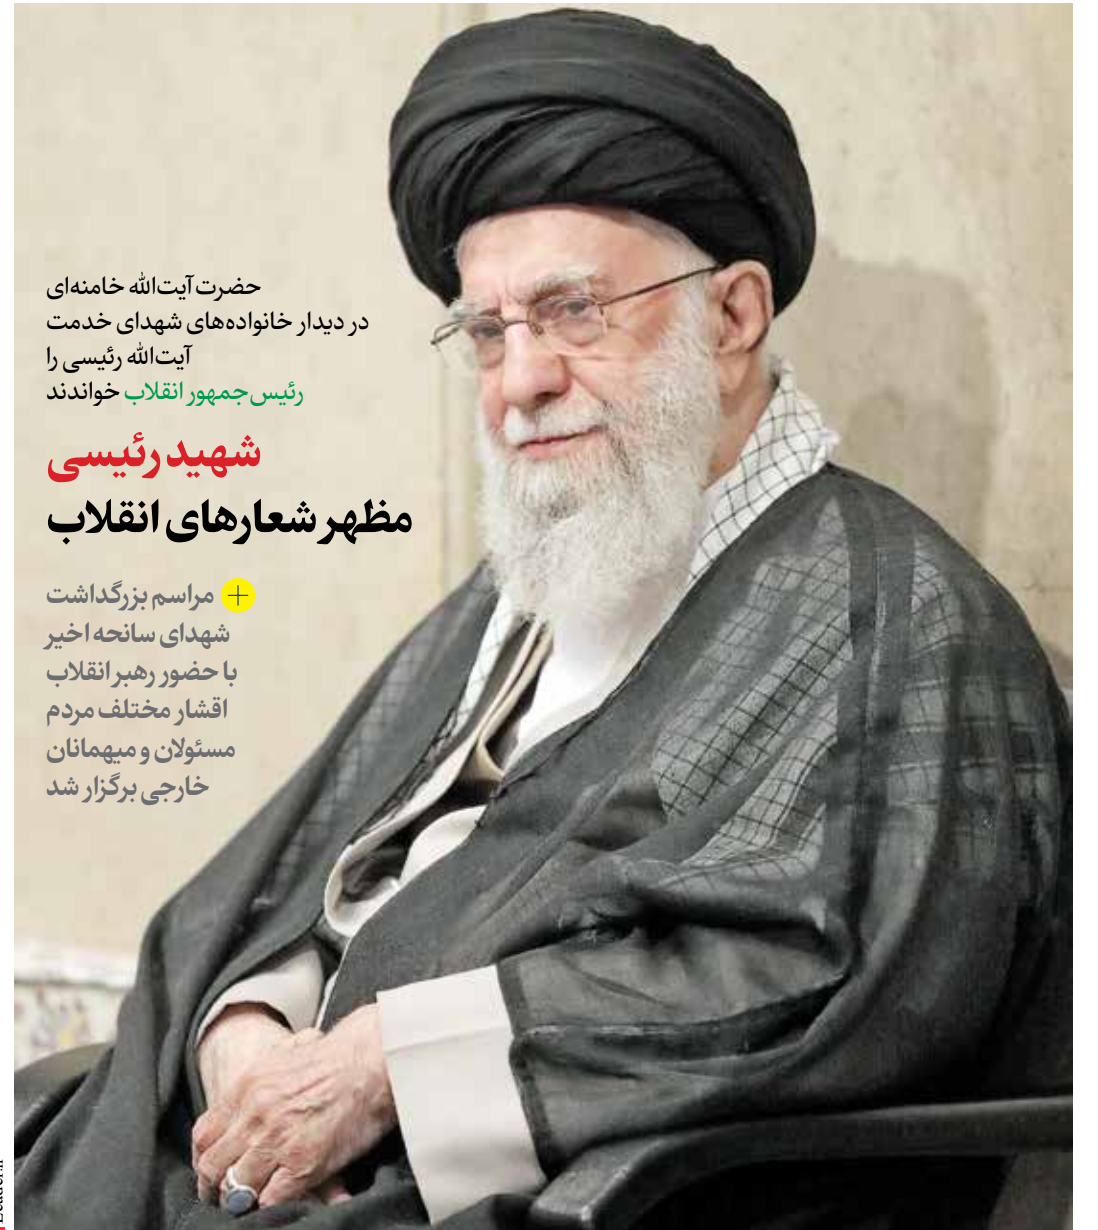 حضرت آیت‌الله خامنه‌ای
در دیدار خانواده‌های شهدای خدمت
آیت‌الله رئیسی را
رئیس‌جمهور انقلاب خواندند
شهید رئیسی
مظهر شعارهای انقلاب
+ مراسم بزرگداشت
شهدای سانحه اخیر
با حضور رهبر انقلاب
اقشار مختلف مردم
مسئولان و میهمانان
خارجی برگزار شد